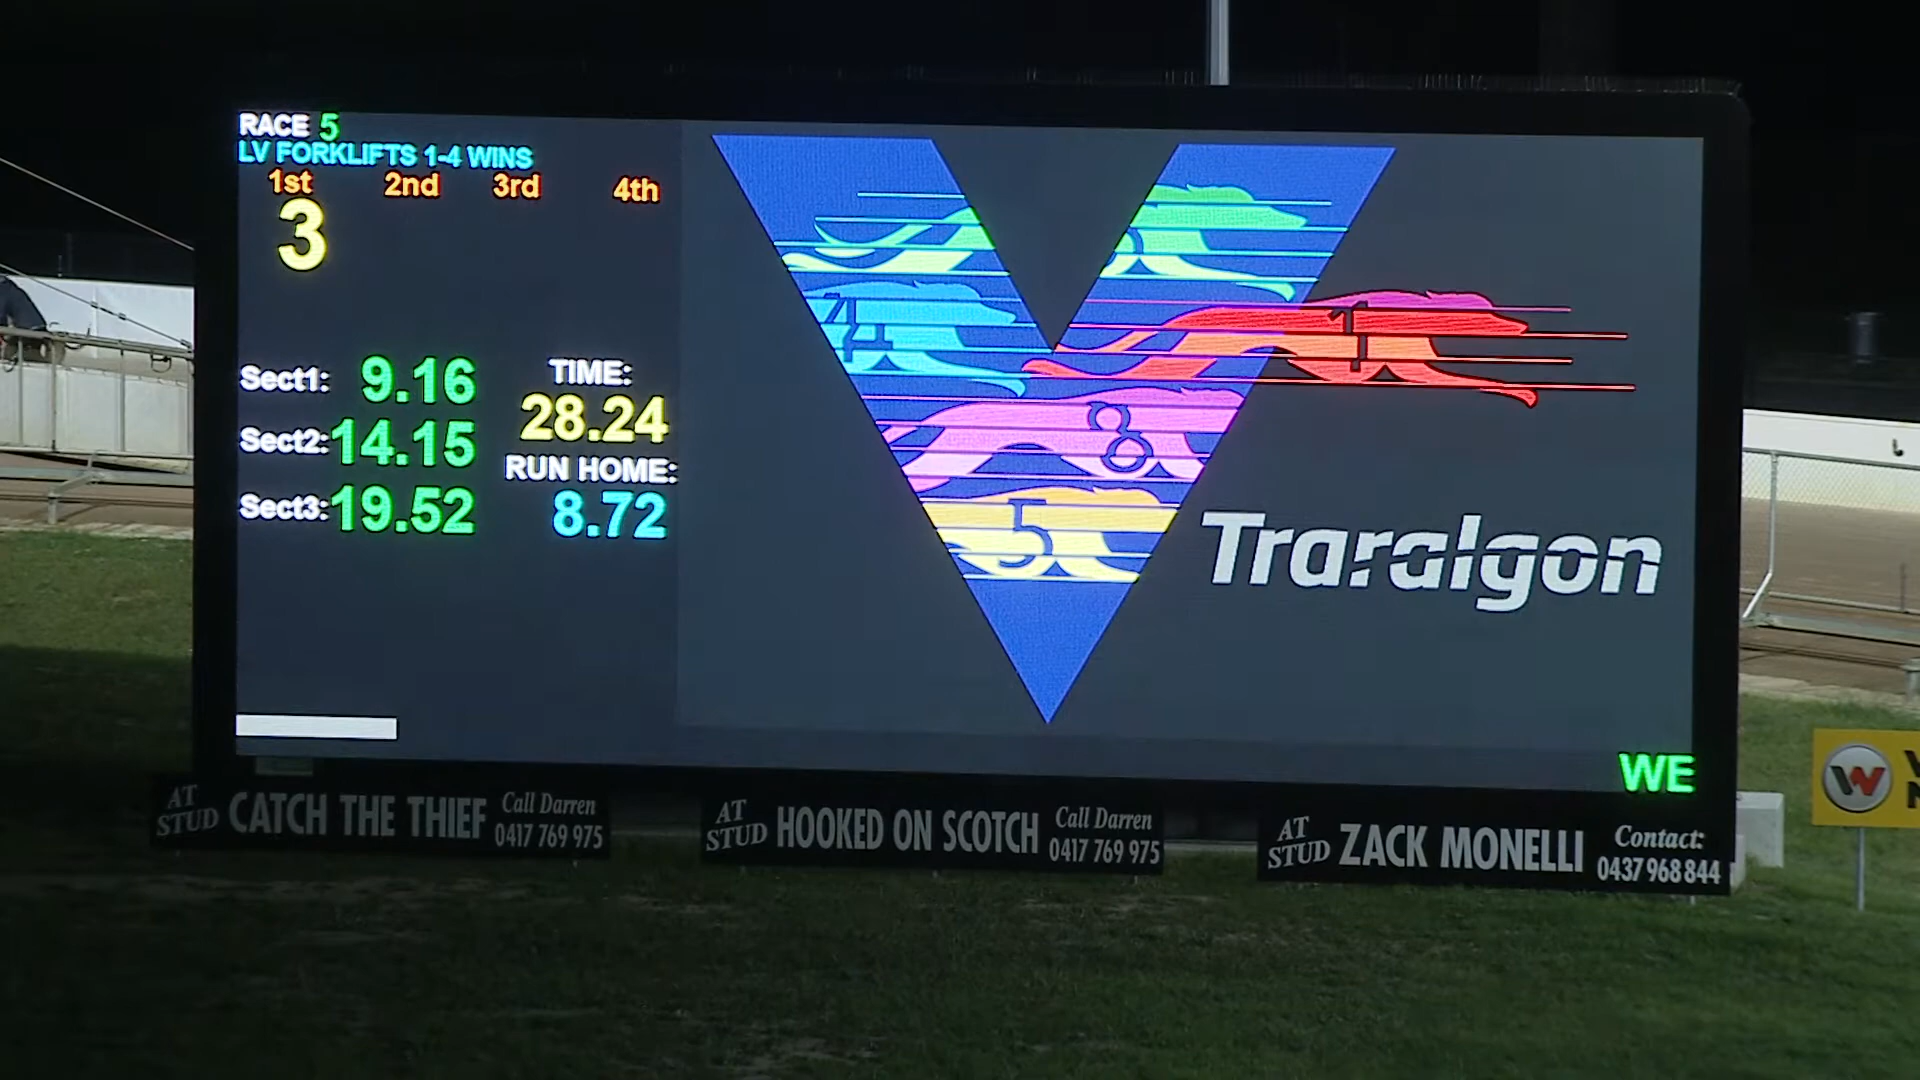 RACE 5
LV FORKLIFTS 1-4 WINS
1st 2nd 3rd 4th
3
Sect1: 9.16
Sect2: 14.15
Sect3: 19.52
TIME:
28.24
RUN HOME:
8.72
4
1
8
5
Traralgon
WE
AT STUD CATCH THE THIEF Call Darren 0417 769 975
AT STUD HOOKED ON SCOTCH Call Darren 0417 769 975
AT STUD ZACK MONELLI Contact: 0437 968 844
W